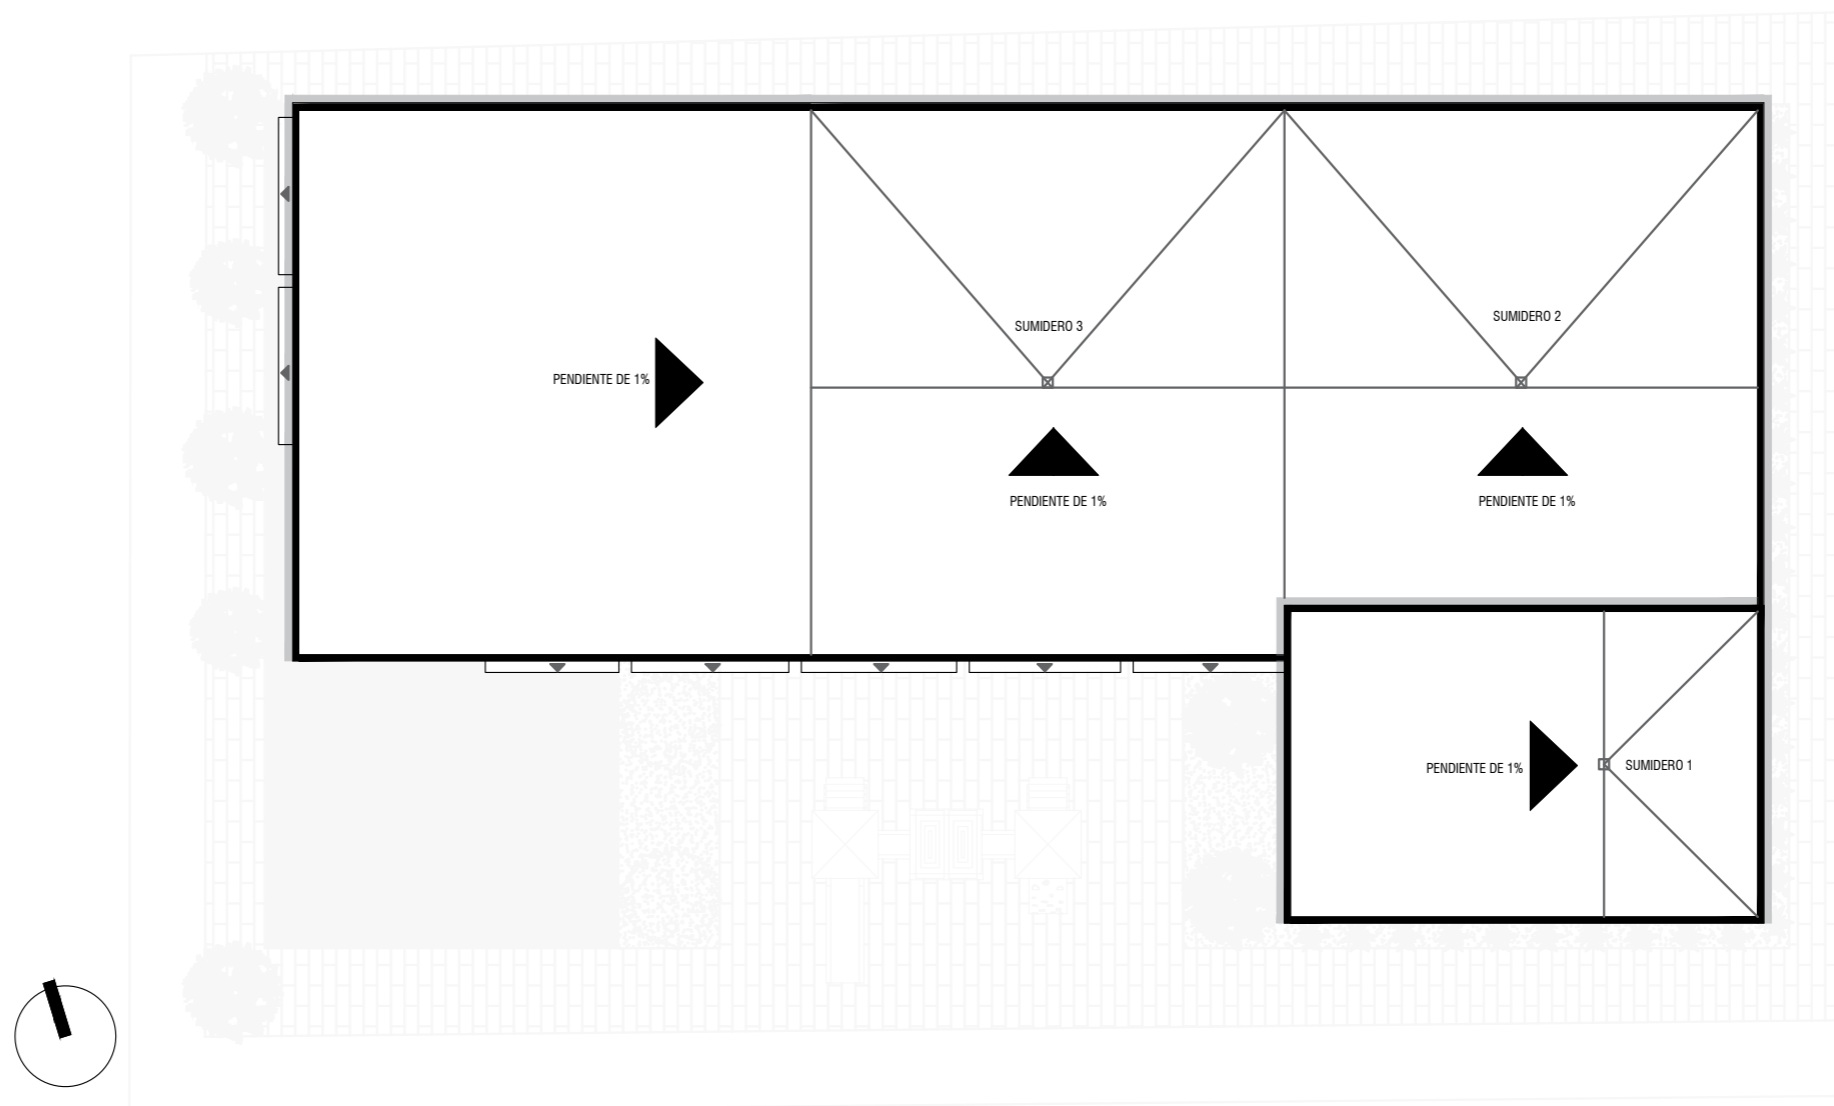 SUMIDERO 2
SUMIDERO 3
PENDIENTE DE 1%
PENDIENTE DE 1%
PENDIENTE DE 1%
PENDIENTE DE 1%
SUMIDERO 1